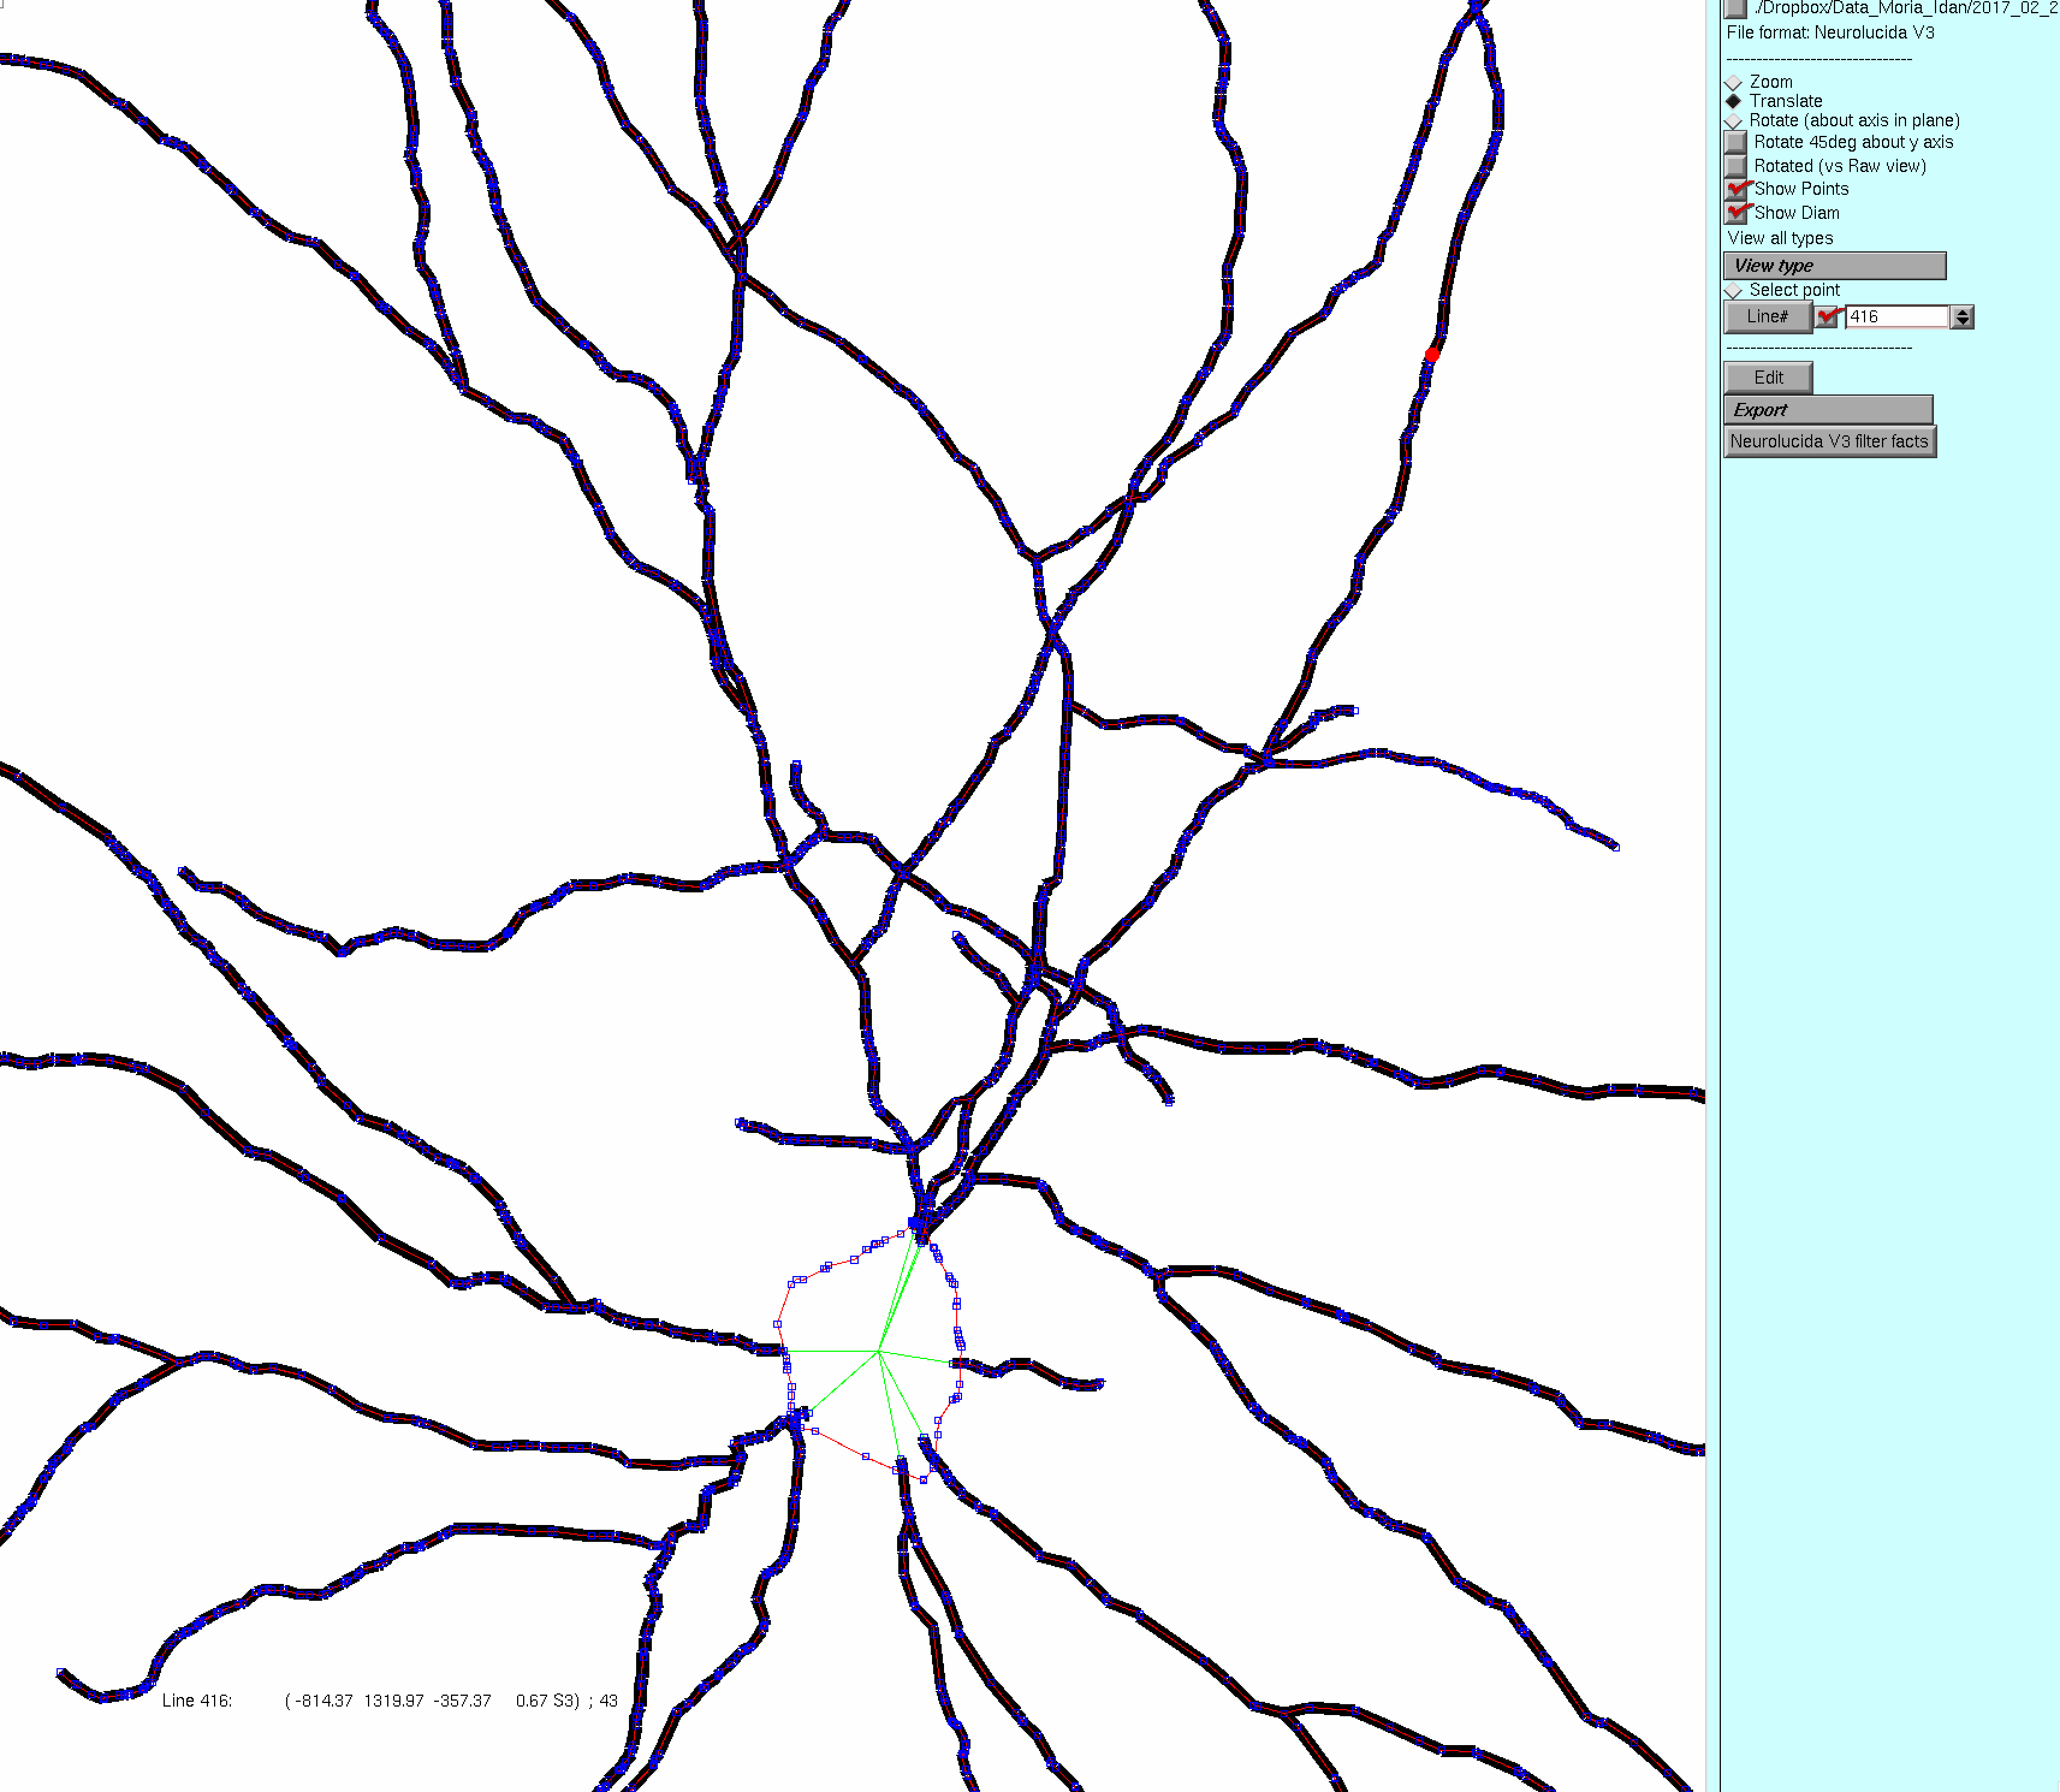 ./Dropbox/Data_Moria_Idan/2017_02_2
File format: Neurolucida V3
-------------------------------
Zoom
Translate
Rotate (about axis in plane)
Rotate 45deg about y axis
Rotated (vs Raw view)
Show Points
Show Diam
View all types
View type
Select point
Line# 416
-------------------------------
Edit
Export
Neurolucida V3 filter facts
Line 416: ( -814.37 1319.97 -357.37 0.67 S3) ; 43